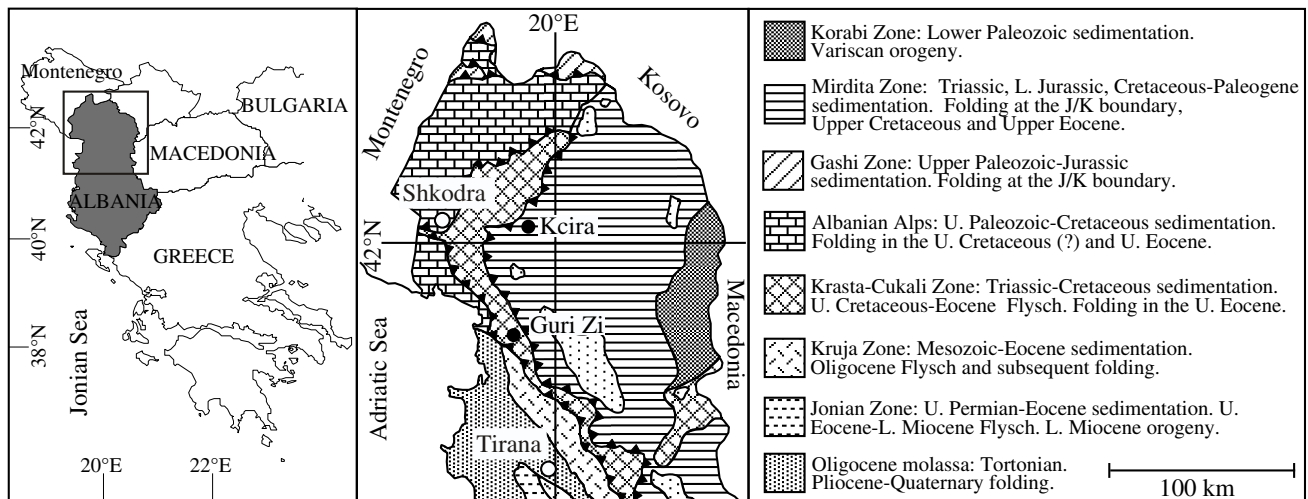 Montenegro
BULGARIA
42°N
MACEDONIA
ALBANIA
40°N
GREECE
38°N
Jonian Sea
20°E
22°E
20°E
Montenegro
Kosovo
Shkodra
Kcira
42°N
Guri Zi
Macedonia
Adriatic Sea
Tirana
Korabi Zone: Lower Paleozoic sedimentation.
Variscan orogeny.
Mirdita Zone: Triassic, L. Jurassic, Cretaceous-Paleogene
sedimentation. Folding at the J/K boundary,
Upper Cretaceous and Upper Eocene.
Gashi Zone: Upper Paleozoic-Jurassic
sedimentation. Folding at the J/K boundary.
Albanian Alps: U. Paleozoic-Cretaceous sedimentation.
Folding in the U. Cretaceous (?) and U. Eocene.
Krasta-Cukali Zone: Triassic-Cretaceous sedimentation.
U. Cretaceous-Eocene Flysch. Folding in the U. Eocene.
Kruja Zone: Mesozoic-Eocene sedimentation.
Oligocene Flysch and subsequent folding.
Jonian Zone: U. Permian-Eocene sedimentation. U.
Eocene-L. Miocene Flysch. L. Miocene orogeny.
Oligocene molassa: Tortonian.
Pliocene-Quaternary folding.
100 km